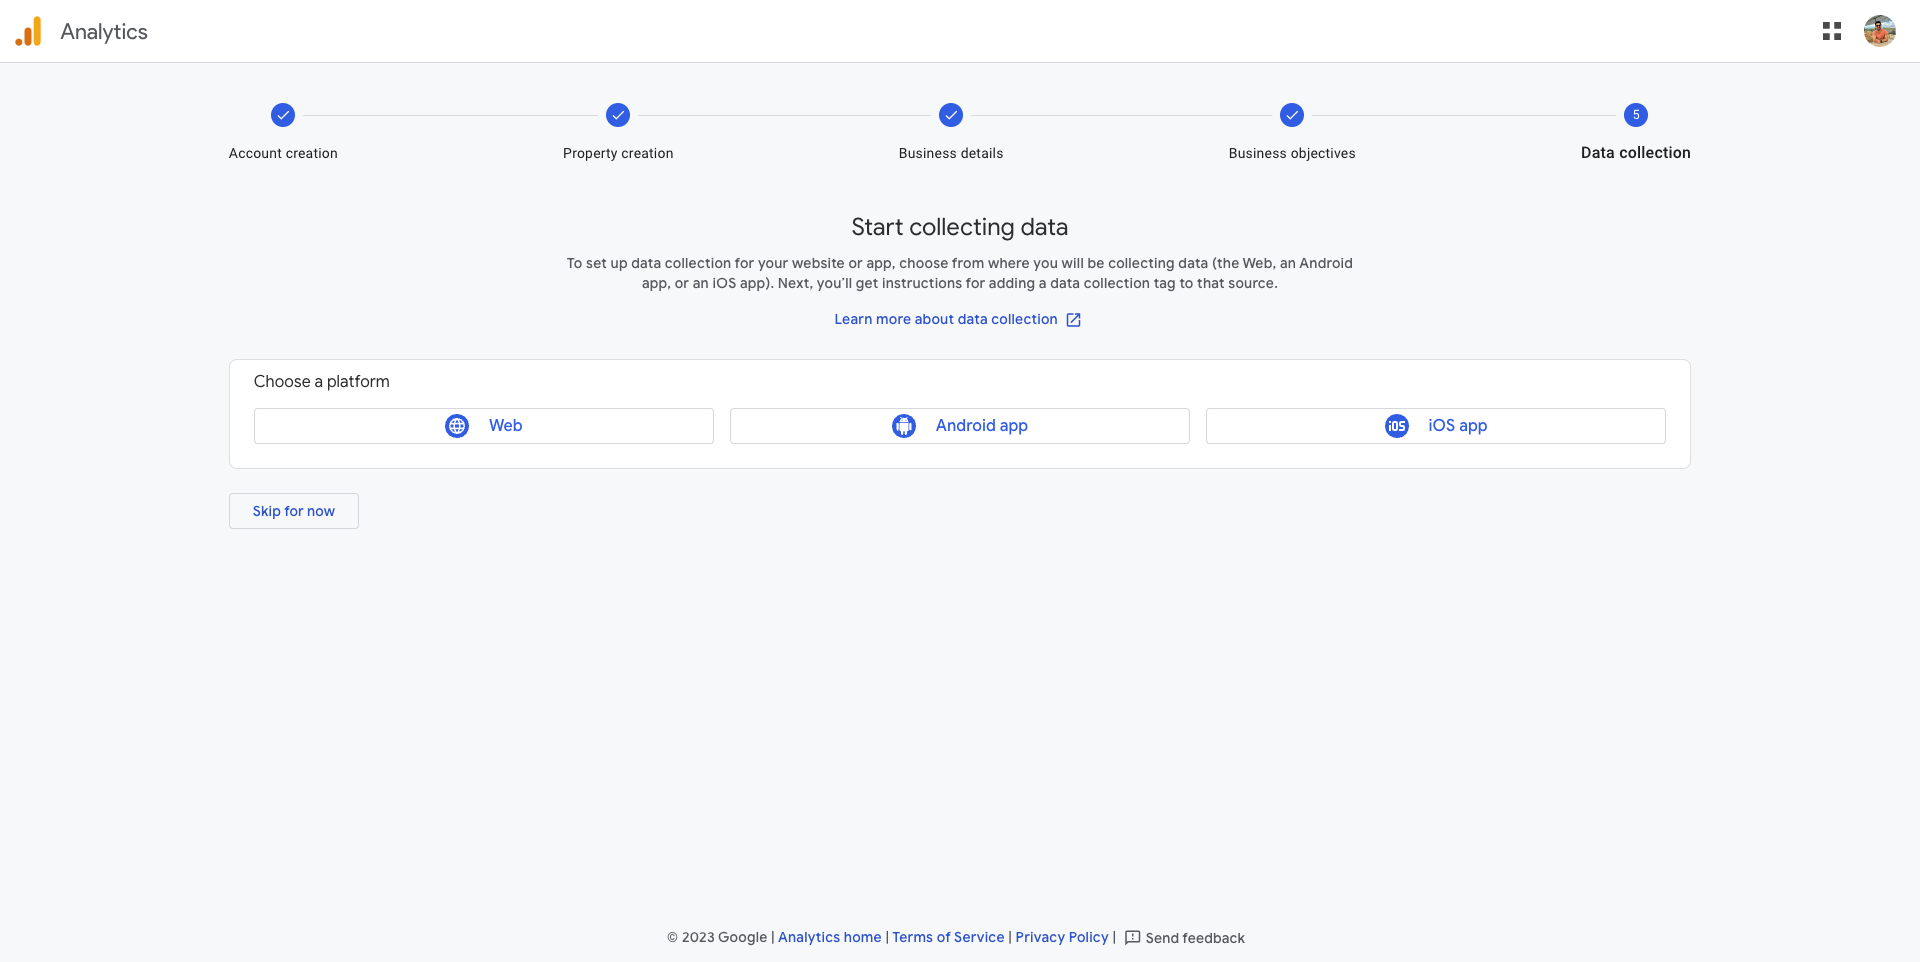 Analytics
5
Account creation
Property creation
Business details
Business objectives
Data collection
Start collecting data
To set up data collection for your website or app, choose from where you will be collecting data (the Web, an Android
app, or an iOS app). Next, you'll get instructions for adding a data collection tag to that source.
Learn more about data collection
Choose a platform
Web
Android app
iOS iOS app
Skip for now
© 2023 Google | Analytics home | Terms of Service | Privacy Policy | Send feedback